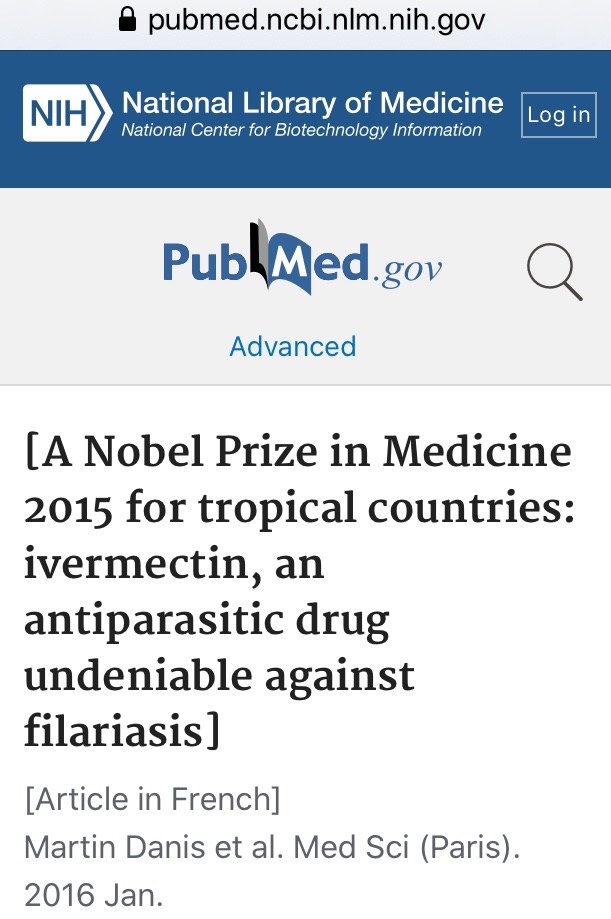 pubmed.ncbi.nlm.nih.gov
NIH National Library of Medicine
National Center for Biotechnology Information
Log in
PubMed.gov
Advanced
[A Nobel Prize in Medicine
2015 for tropical countries:
ivermectin, an
antiparasitic drug
undeniable against
filariasis]
[Article in French]
Martin Danis et al. Med Sci (Paris).
2016 Jan.